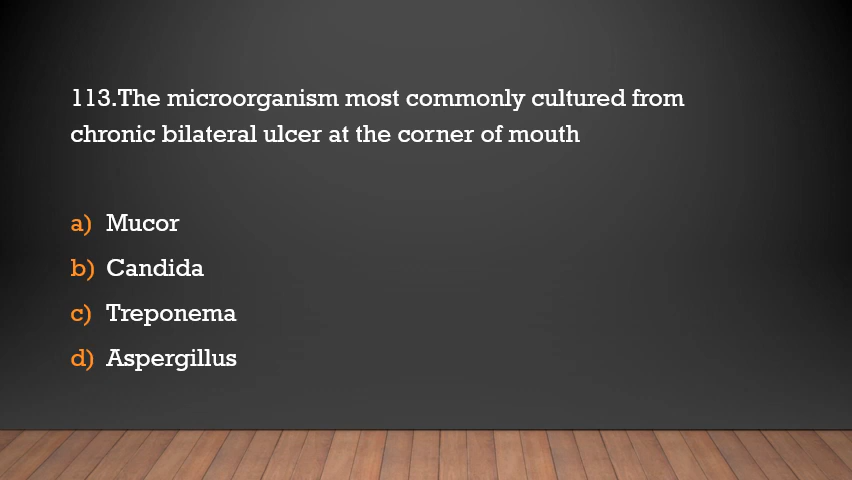 113.The microorganism most commonly cultured from
chronic bilateral ulcer at the corner of mouth
a) Mucor
b) Candida
c) Treponema
d) Aspergillus